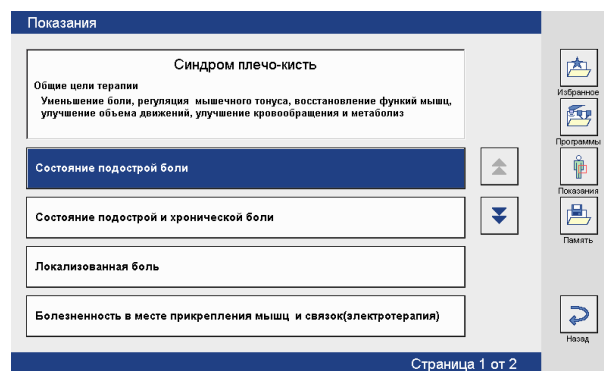 Показания
Синдром плечо-кисть
Общие цели терапии
Уменьшение боли, регуляция мышечного тонуса, восстановление функий мышц,
улучшение объема движений, улучшение кровообращения и метаболиз
Состояние подострой боли
Состояние подострой и хронической боли
Локализованная боль
Болезненность в месте прикрепления мышц и связок(электротерапия)
Страница 1 от 2
Избранное
Программы
Показания
Память
Назад